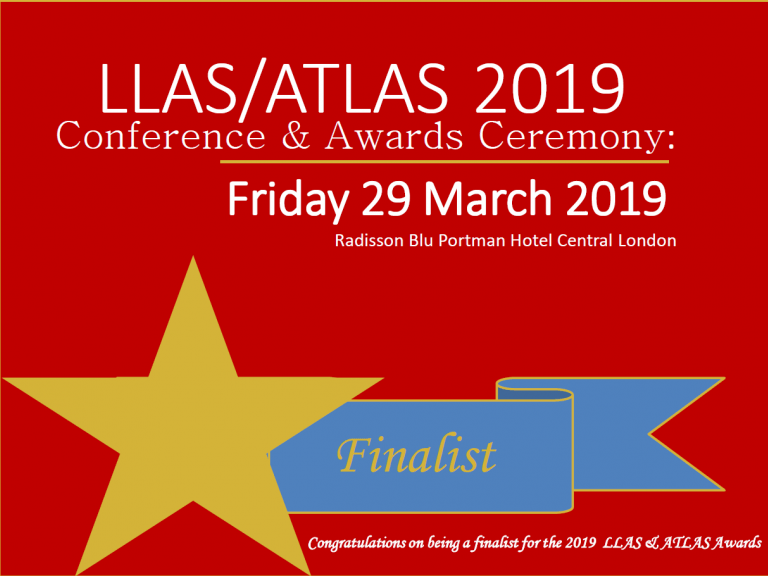 LLAS/ATLAS 2019
Conference & Awards Ceremony:
Friday 29 March 2019
Radisson Blu Portman Hotel Central London
Finalist
Congratulations on being a finalist for the 2019 LLAS & ATLAS Awards